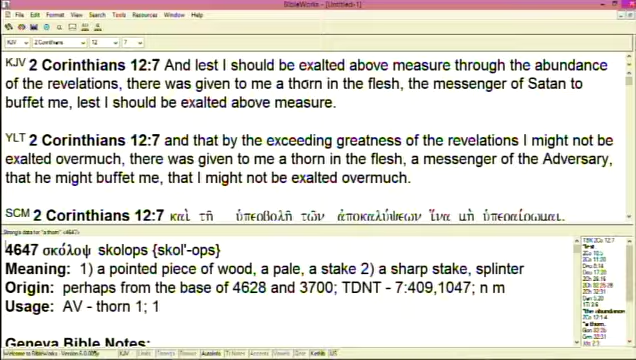 BibleWorks - [Untitled-1]
File Edit Format View Search Tools Resources Window Help
KJV 2 Corinthians 12 7
KJV 2 Corinthians 12:7 And lest I should be exalted above measure through the abundance
of the revelations, there was given to me a thorn in the flesh, the messenger of Satan to
buffet me, lest I should be exalted above measure.
YLT 2 Corinthians 12:7 and that by the exceeding greatness of the revelations I might not be
exalted overmuch, there was given to me a thorn in the flesh, a messenger of the Adversary,
that he might buffet me, that I might not be exalted overmuch.
SCM 2 Corinthians 12:7 καὶ τῇ ὑπερβολῇ τῶν ἀποκαλύψεων ἵνα μὴ ὑπεραίρωμαι,
Strong's data for "a thorn" <4647>
4647 σκόλοψ skolops {skol'-ops}
Meaning: 1) a pointed piece of wood, a pale, a stake 2) a sharp stake, splinter
Origin: perhaps from the base of 4628 and 3700; TDNT - 7:409,1047; n m
Usage: AV - thorn 1; 1
Geneva Bible Notes: